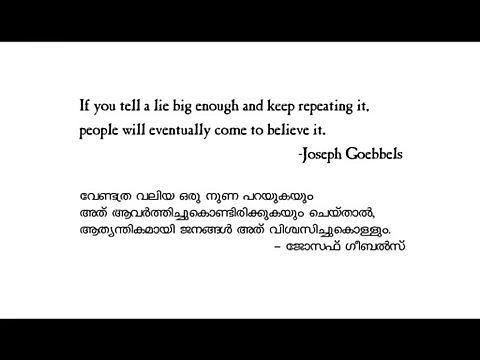 If you tell a lie big enough and keep repeating it,
people will eventually come to believe it.
-Joseph Goebbels
വേണ്ടത്ര വലിയ ഒരു നുണ പറയുകയും
അത് ആവർത്തിച്ചുകൊണ്ടിരിക്കുകയും ചെയ്താൽ,
ആത്യന്തികമായി ജനങ്ങൾ അത് വിശ്വസിച്ചുകൊള്ളും.
– ജോസഫ് ഗീബൽസ്